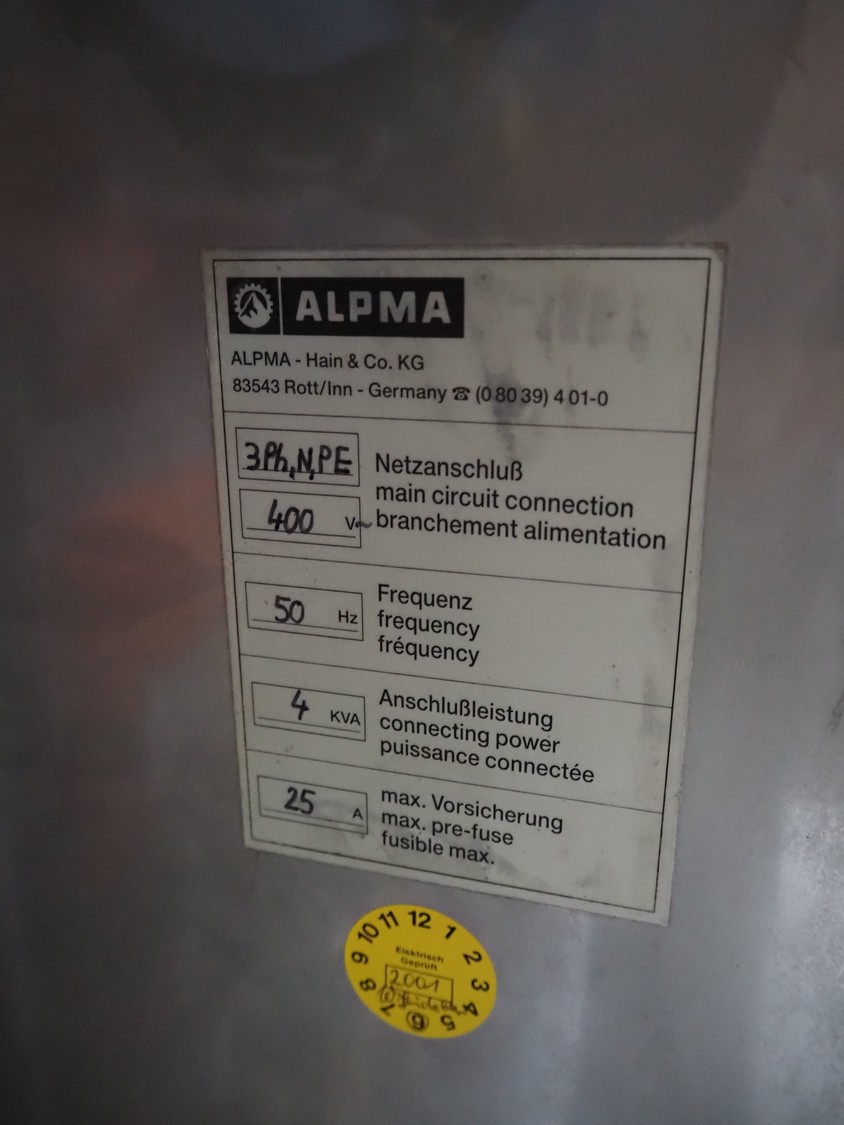 ALPMA
ALPMA - Hain & Co. KG
83543 Rott/Inn - Germany ☎ (0 80 39) 4 01-0
3Ph,N,PE
400 V~
Netzanschluß
main circuit connection
branchement alimentation
50 Hz
Frequenz
frequency
fréquency
4 KVA
Anschlußleistung
connecting power
puissance connectée
25 A
max. Vorsicherung
max. pre-fuse
fusible max.
12 1 2 3 4 5 6 7 8 9 10 11
Elektrisch
Geprüft
2001